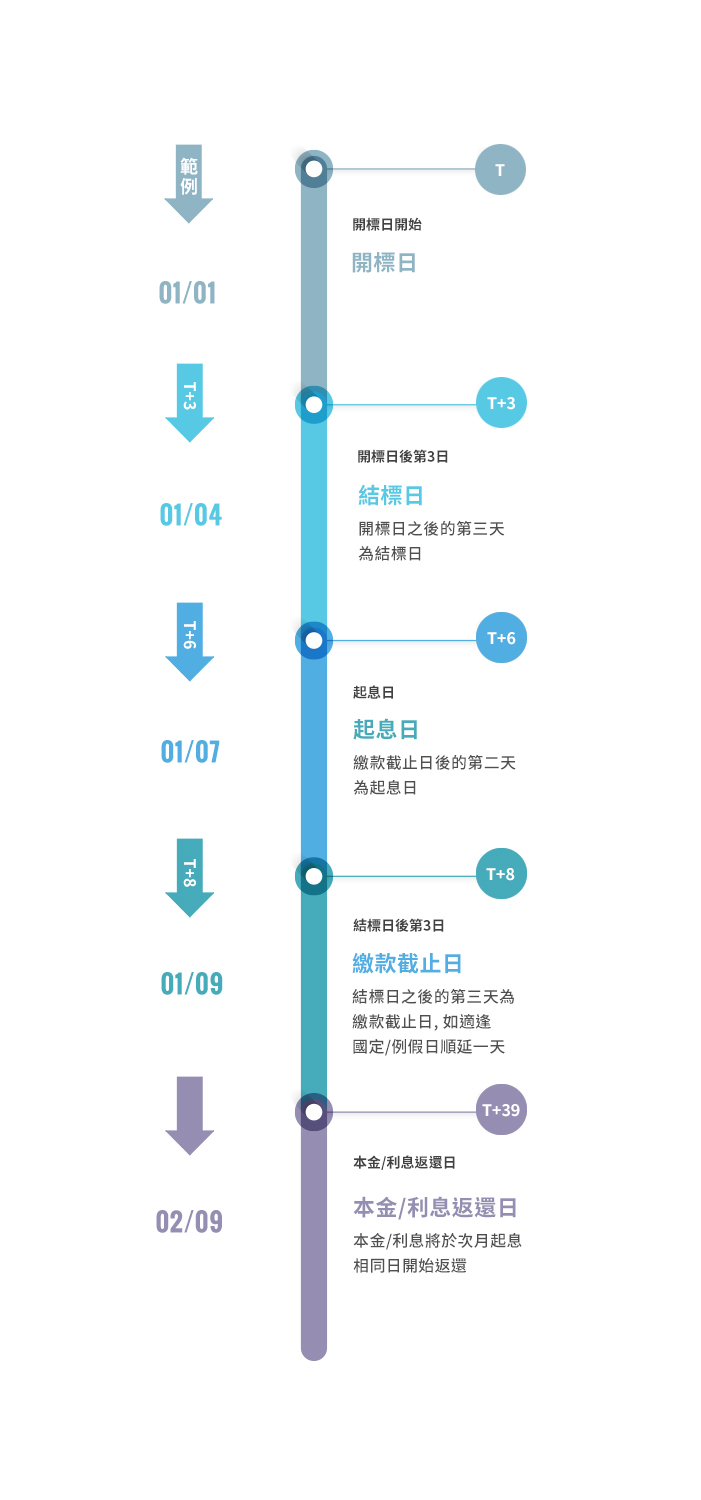 範
例
T
開標日開始
開標日
01/01
T+3
T+3
開標日後第3日
結標日
01/04
開標日之後的第三天
為結標日
T+6
T+6
起息日
起息日
01/07
繳款截止日後的第二天
為起息日
T+8
T+8
結標日後第3日
繳款截止日
01/09
結標日之後的第三天為
繳款截止日, 如適逢
國定/例假日順延一天
T+39
本金/利息返還日
本金/利息返還日
02/09
本金/利息將於次月起息
相同日開始返還